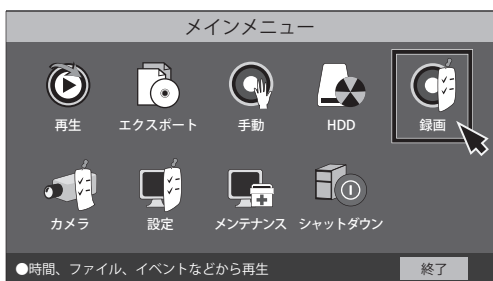 メインメニュー
再生 エクスポート 手動 HDD 録画
カメラ 設定 メンテナンス シャットダウン
●時間、ファイル、イベントなどから再生 終了